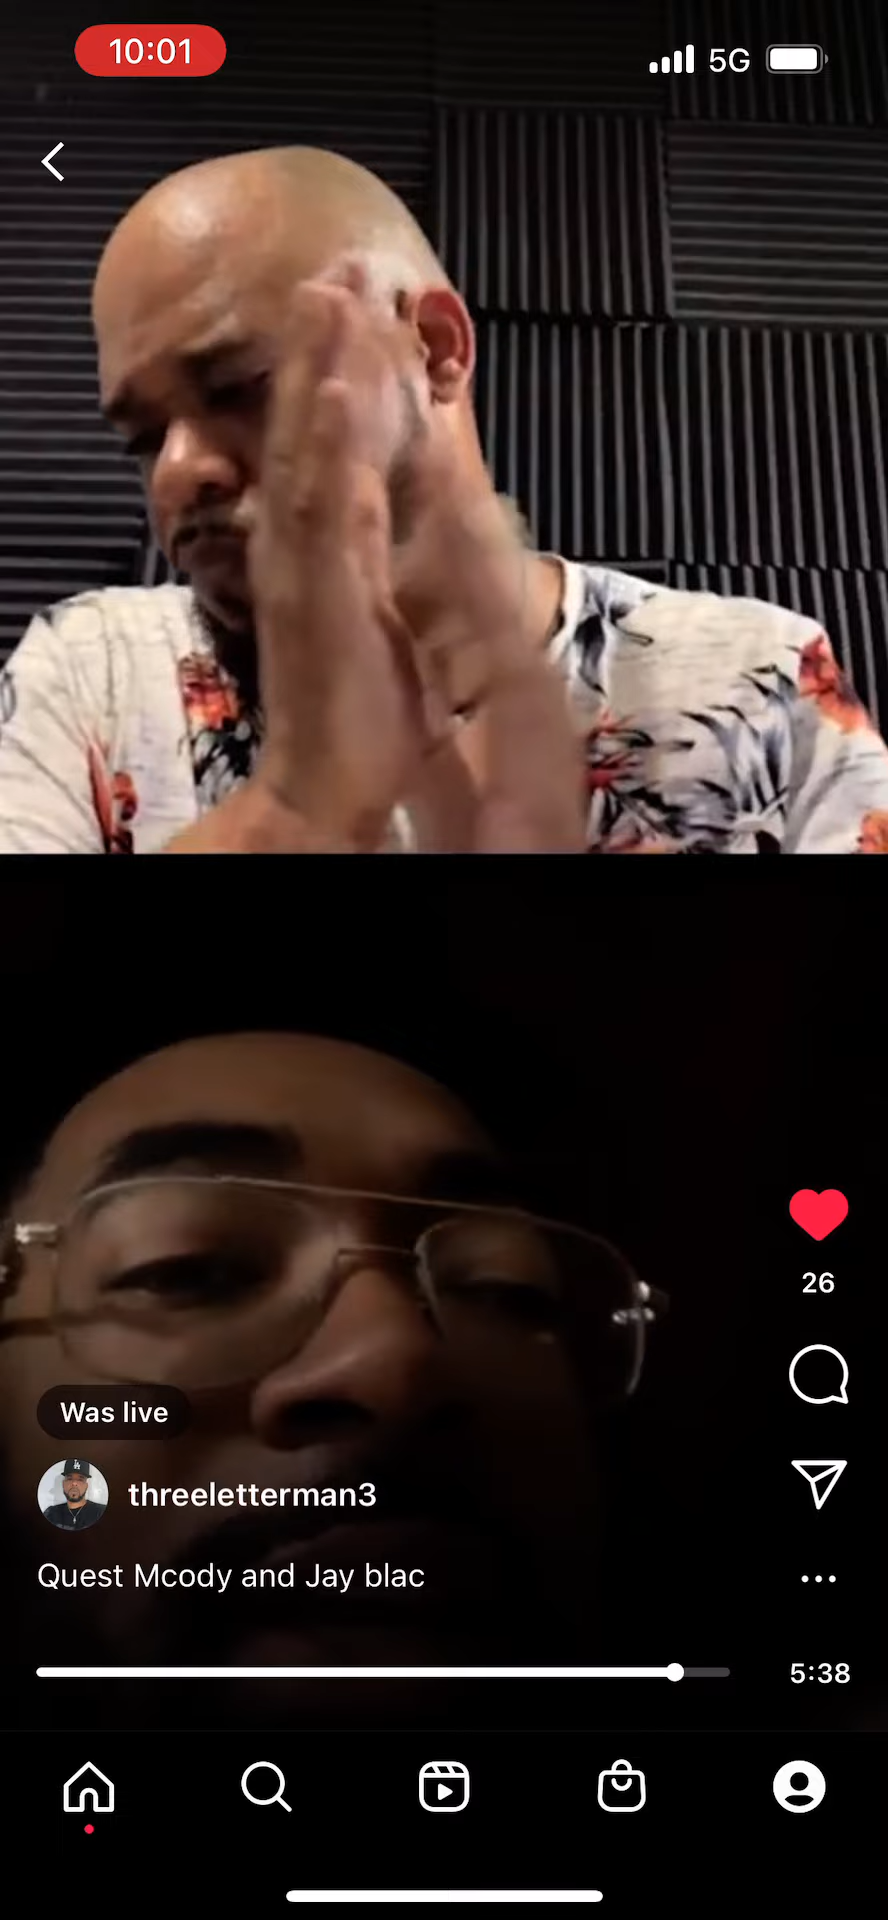 10:01
5G
26
Was live
threeletterman3
Quest Mcody and Jay blac
5:38